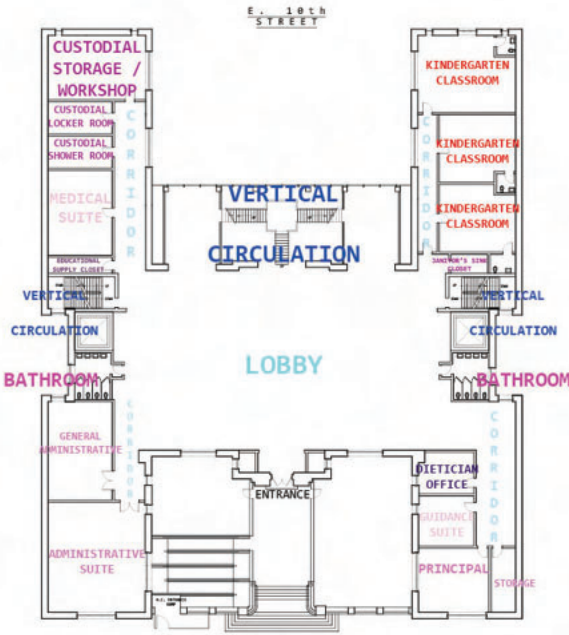 E. 10th
STREET
CUSTODIAL
STORAGE /
WORKSHOP
KINDERGARTEN
CLASSROOM
CUSTODIAL
LOCKER ROOM
CORRIDOR
CORRIDOR
KINDERGARTEN
CLASSROOM
CUSTODIAL
SHOWER ROOM
MEDICAL
SUITE
VERTICAL
CIRCULATION
KINDERGARTEN
CLASSROOM
EDUCATIONAL
SUPPLY CLOSET
JANITOR'S SINK
CLOSET
VERTICAL
CIRCULATION
VERTICAL
CIRCULATION
LOBBY
BATHROOM
BATHROOM
CORRIDOR
CORRIDOR
GENERAL
ADMINISTRATIVE
DIETICIAN
OFFICE
ENTRANCE
GUIDANCE
SUITE
ADMINISTRATIVE
SUITE
PRINCIPAL
STORAGE
H.C. ENTRANCE
RAMP